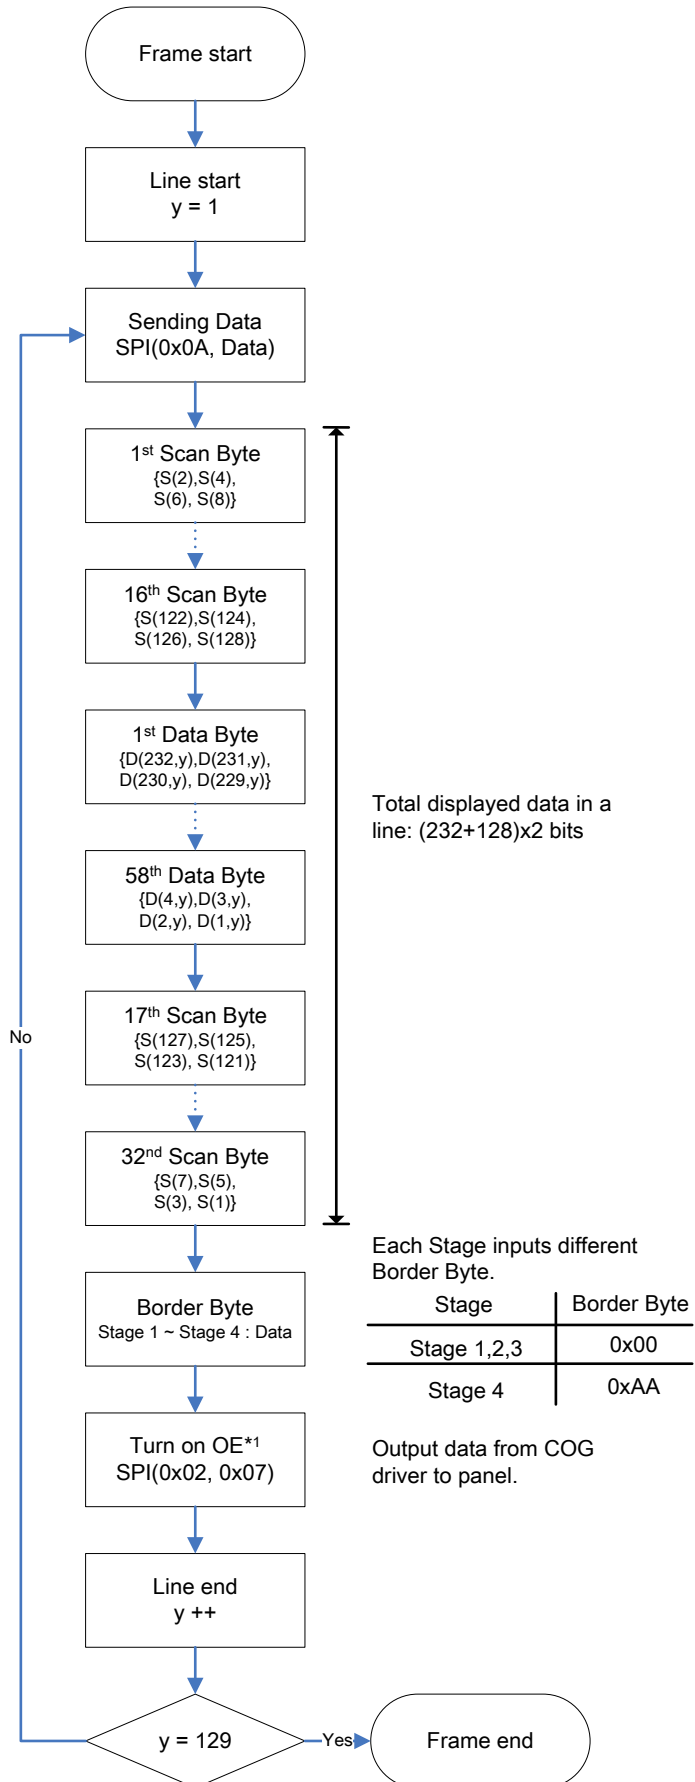 Frame start
Line start
y = 1
Sending Data
SPI(0x0A, Data)
1st Scan Byte
{S(2),S(4),
S(6), S(8)}
16th Scan Byte
{S(122),S(124),
S(126), S(128)}
1st Data Byte
{D(232,y),D(231,y),
D(230,y), D(229,y)}
Total displayed data in a
line: (232+128)x2 bits
58th Data Byte
{D(4,y),D(3,y),
D(2,y), D(1,y)}
17th Scan Byte
{S(127),S(125),
S(123), S(121)}
No
32nd Scan Byte
{S(7),S(5),
S(3), S(1)}
Each Stage inputs different
Border Byte.
Stage Border Byte
Stage 1,2,3 0x00
Stage 4 0xAA
Border Byte
Stage 1 ~ Stage 4 : Data
Turn on OE*1
SPI(0x02, 0x07)
Output data from COG
driver to panel.
Line end
y ++
y = 129
Yes
Frame end